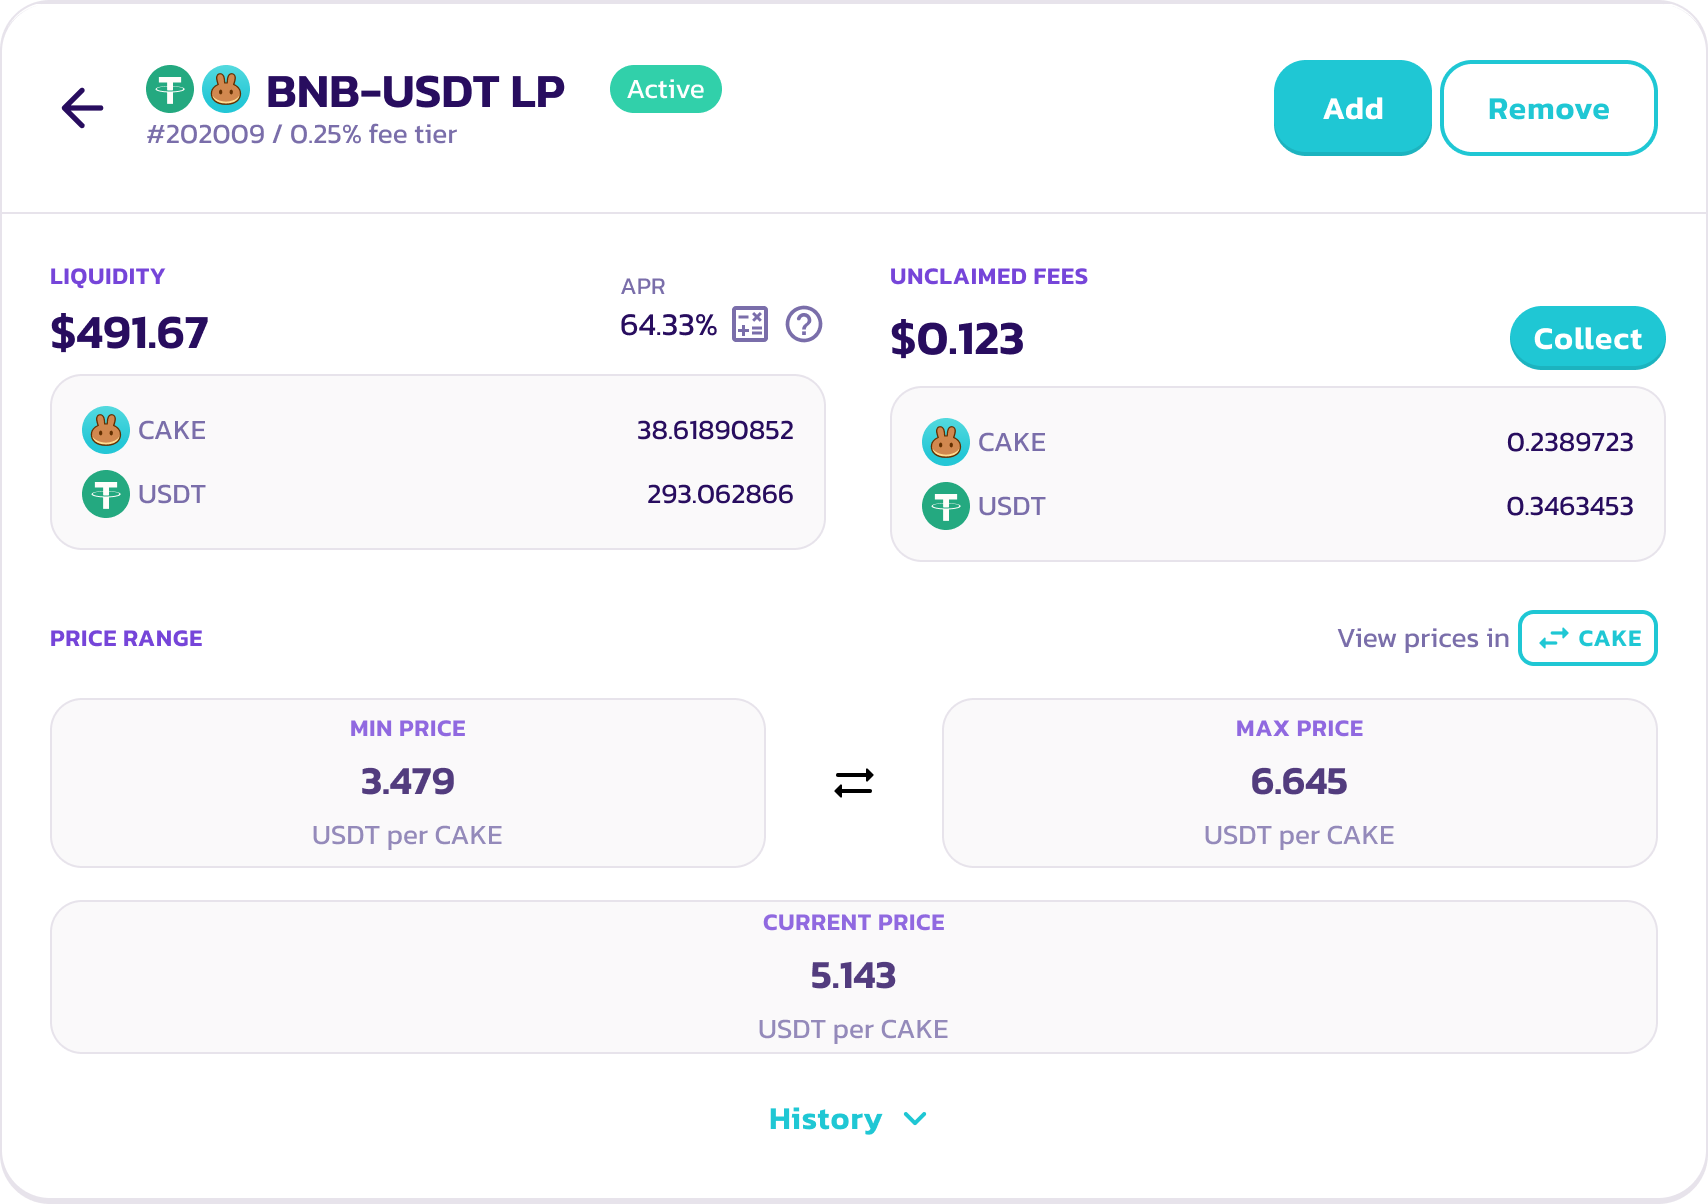 BNB-USDT LP
Active
#202009 / 0.25% fee tier
Add
Remove
LIQUIDITY
$491.67
APR
64.33%
CAKE 38.61890852
USDT 293.062866
UNCLAIMED FEES
$0.123
Collect
CAKE 0.2389723
USDT 0.3463453
PRICE RANGE
View prices in CAKE
MIN PRICE
3.479
USDT per CAKE
MAX PRICE
6.645
USDT per CAKE
CURRENT PRICE
5.143
USDT per CAKE
History